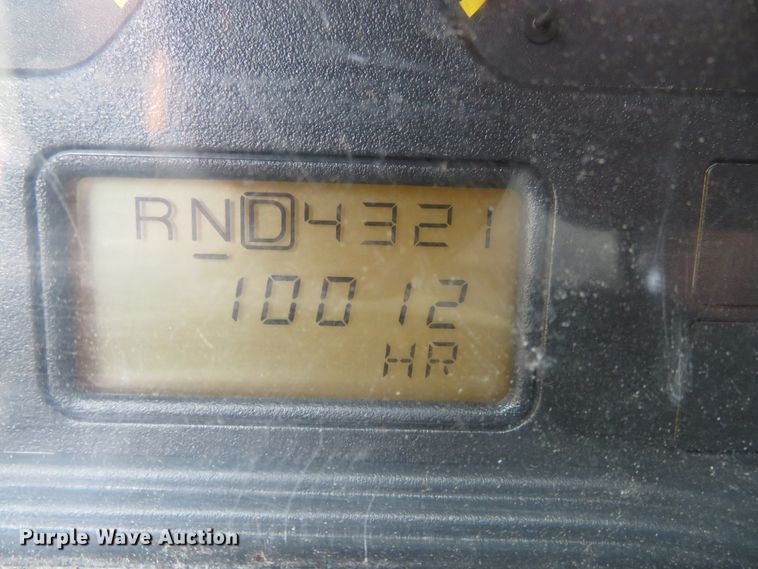 RND4321
10012
HR
Purple Wave Auction